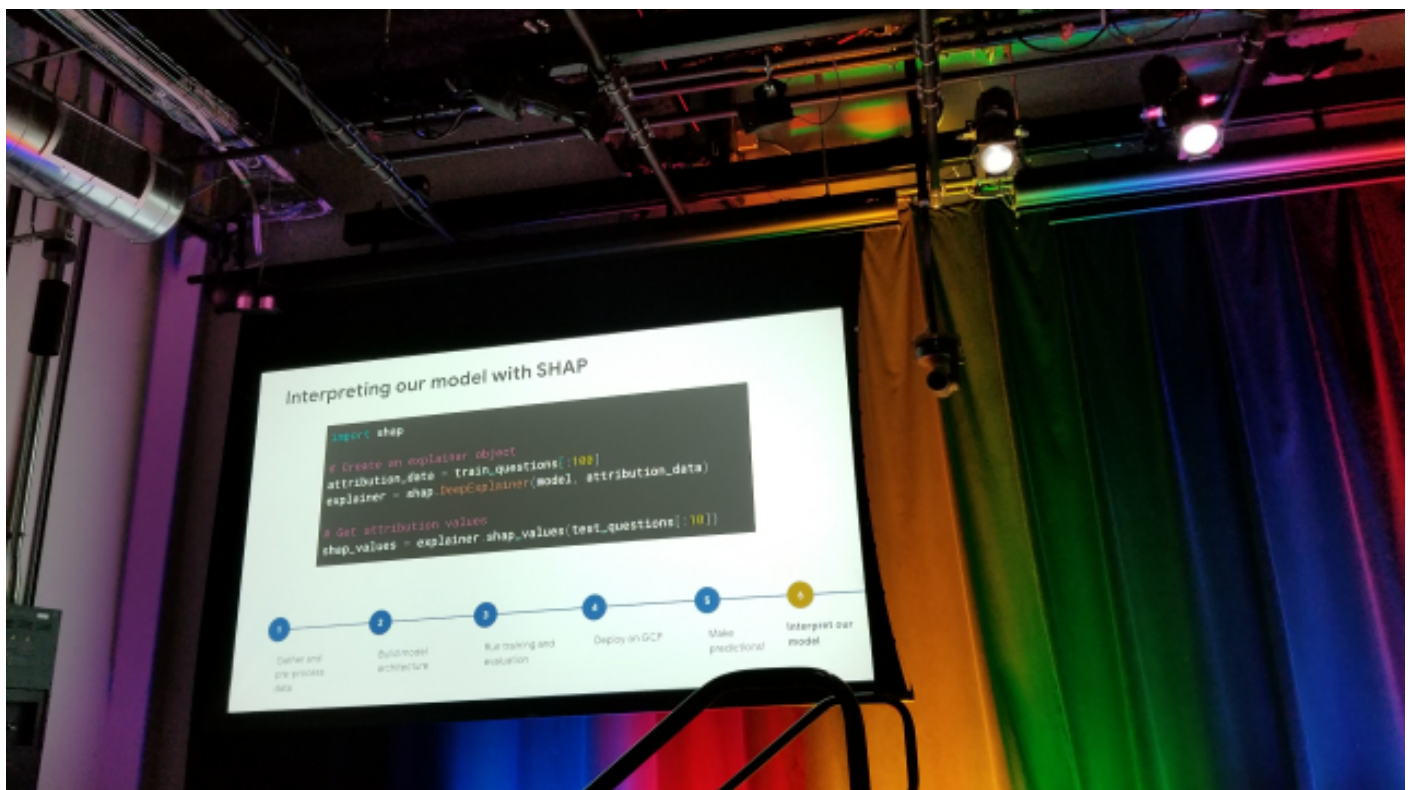 Interpreting our model with SHAP
import shap
# Create an explainer object
attribution_data = train_questions[:100]
explainer = shap.DeepExplainer(model, attribution_data)
# Get attribution values
shap_values = explainer.shap_values(test_questions[:10])
1
2
3
4
5
6
Gather and
pre-process
data
Build model
architecture
Run training and
evaluation
Deploy on GCP
Make
predictions!
Interpret our
model